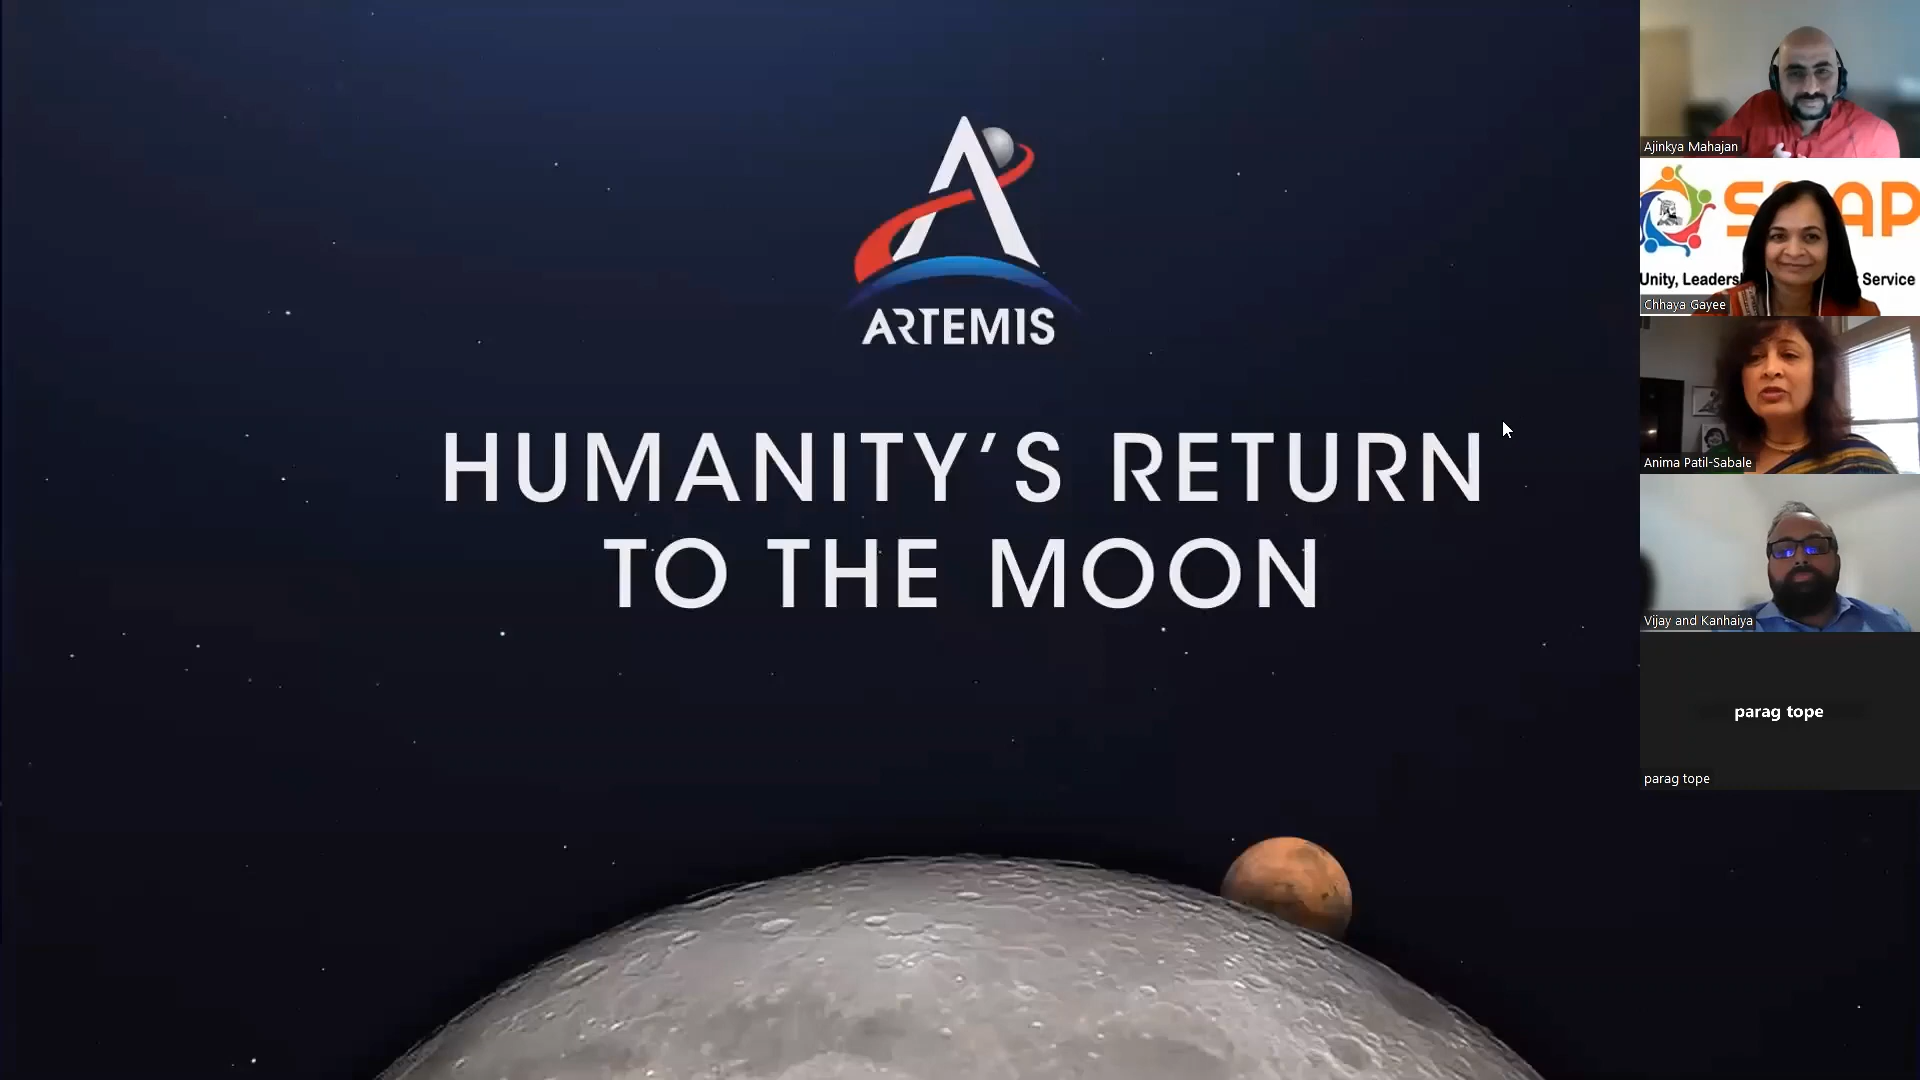 ARTEMIS
HUMANITY’S RETURN
TO THE MOON
Ajinkya Mahajan
Unity, Service
Chhaya Gayee
Anima Patil-Sabale
Vijay and Kanhaiya
parag tope
parag tope